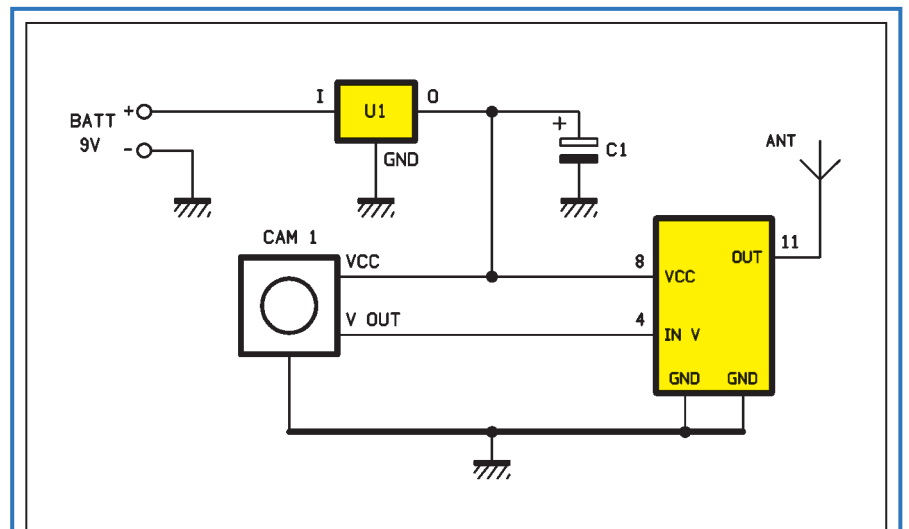 BATT
9V
+
-
I
U1
O
GND
+
C1
ANT
CAM 1
VCC
V OUT
8
VCC
4
IN V
OUT
11
GND
GND